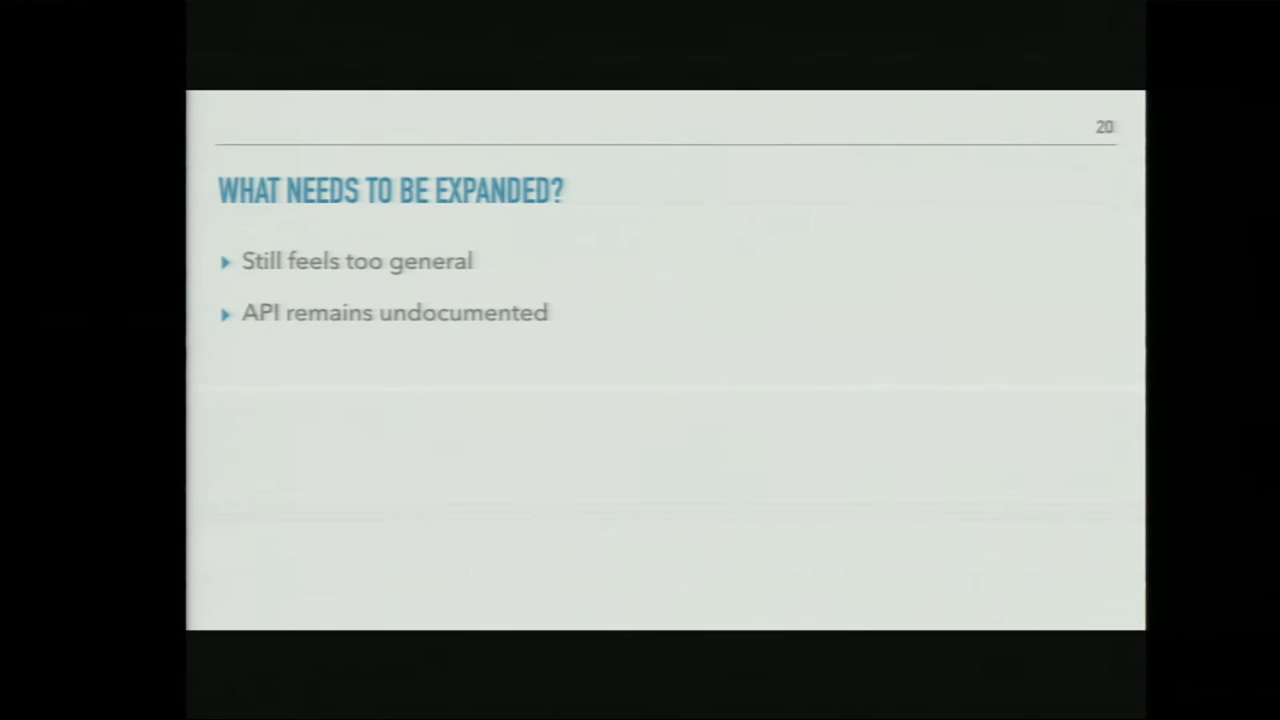 20
WHAT NEEDS TO BE EXPANDED?
Still feels too general
API remains undocumented